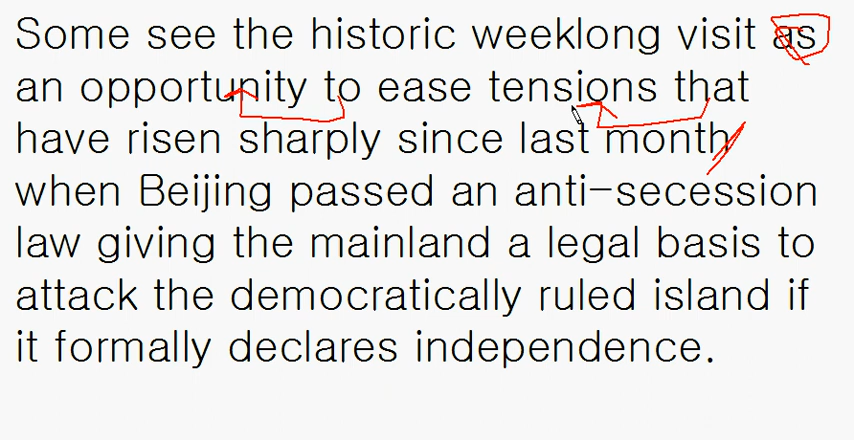 Some see the historic weeklong visit as
an opportunity to ease tensions that
have risen sharply since last month
when Beijing passed an anti-secession
law giving the mainland a legal basis to
attack the democratically ruled island if
it formally declares independence.